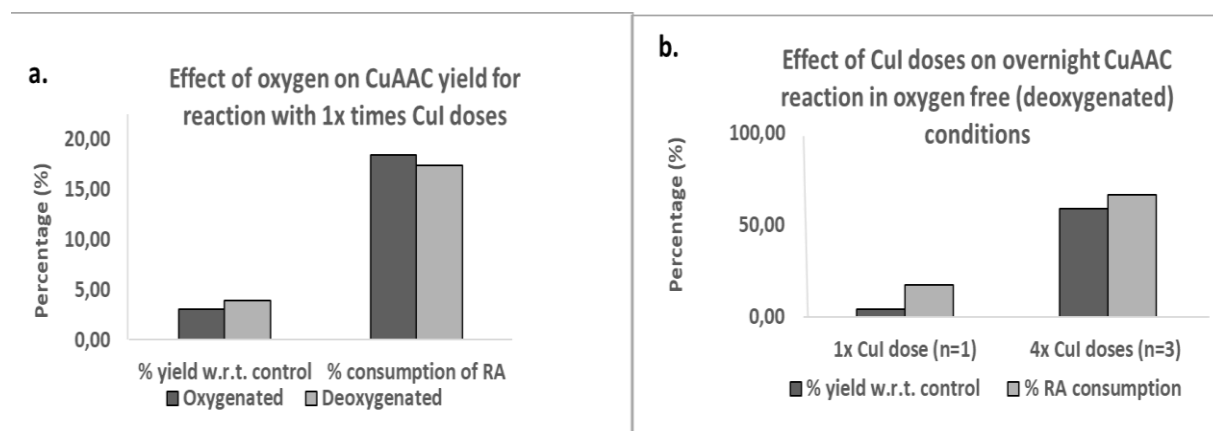 a.
Effect of oxygen on CuAAC yield for
reaction with 1x times CuI doses
Percentage (%)
20,00
15,00
10,00
5,00
0,00
% yield w.r.t. control
% consumption of RA
Oxygenated
Deoxygenated
b.
Effect of CuI doses on overnight CuAAC
reaction in oxygen free (deoxygenated)
conditions
Percentage (%)
100,00
50,00
0,00
1x CuI dose (n=1)
4x CuI doses (n=3)
% yield w.r.t. control
% RA consumption